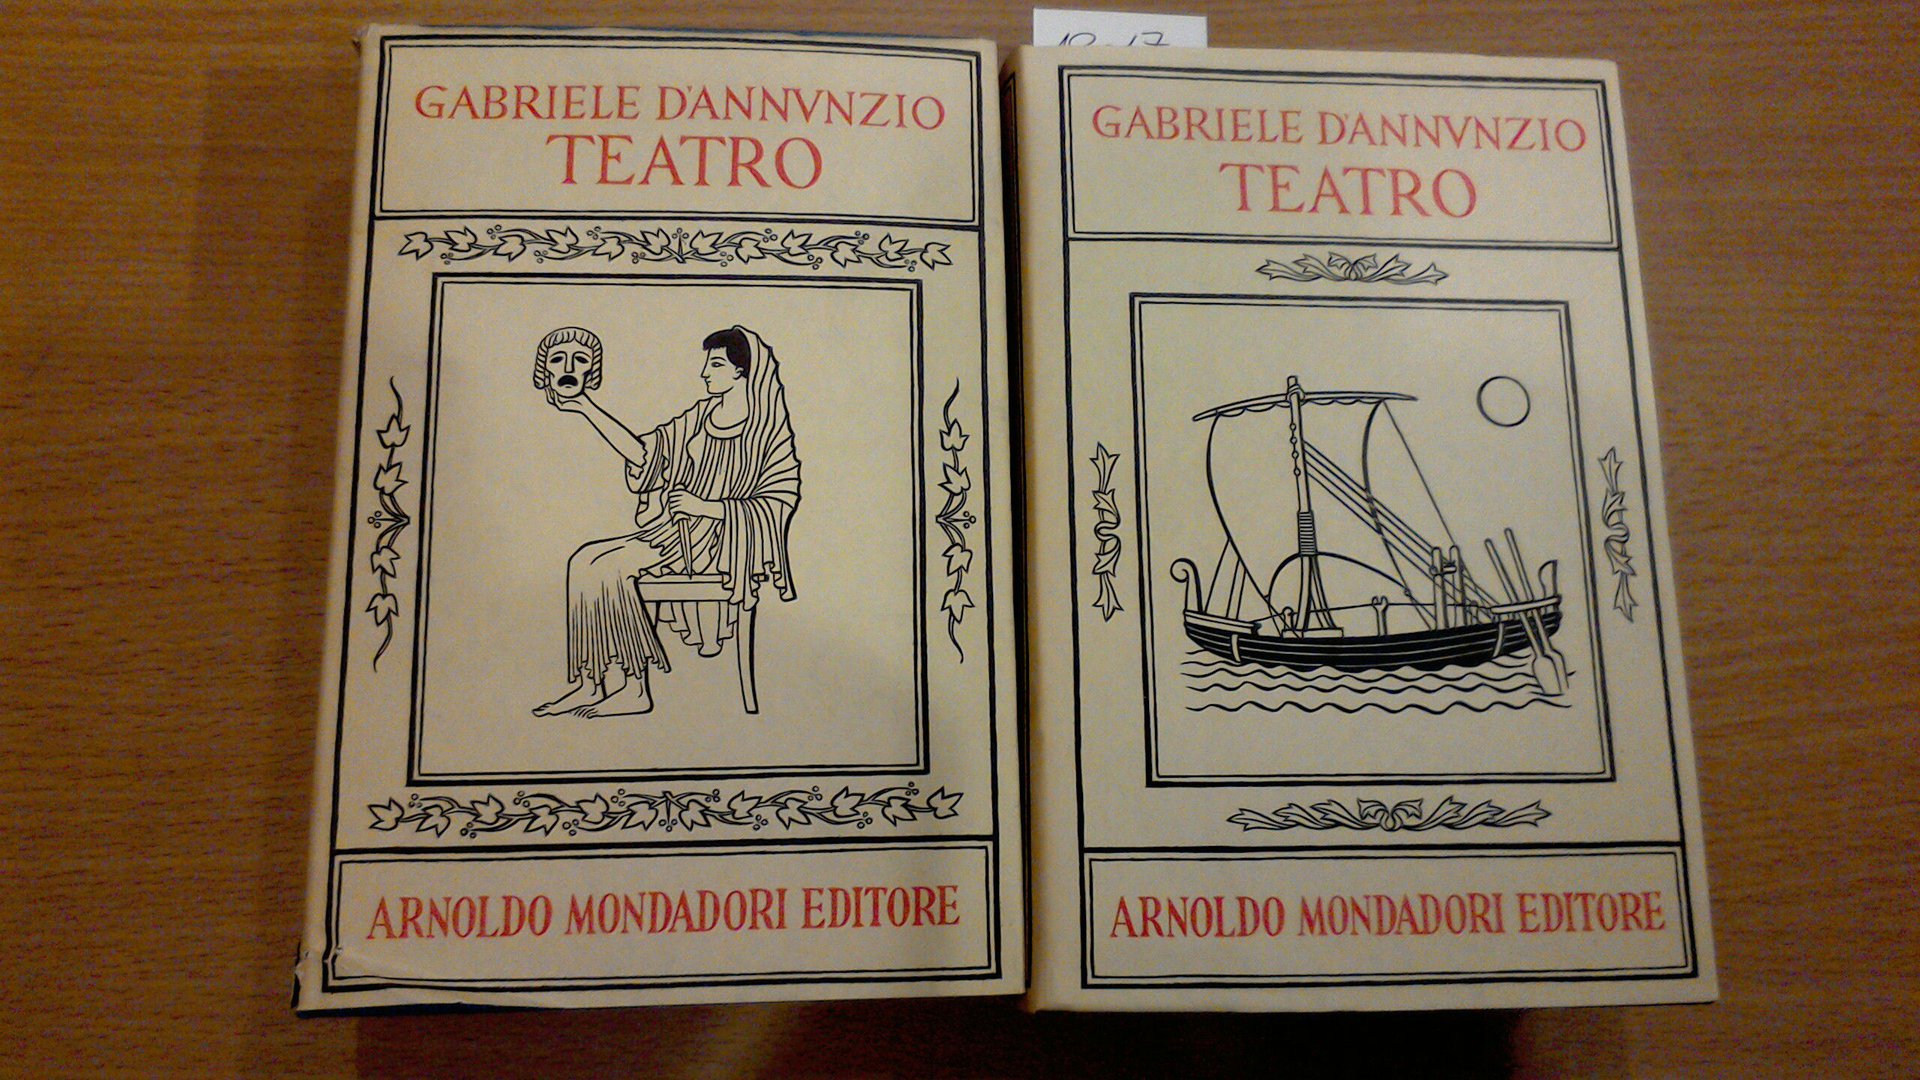 GABRIELE D'ANNVNZIO
TEATRO
ARNOLDO MONDADORI EDITORE
GABRIELE D'ANNVNZIO
TEATRO
ARNOLDO MONDADORI EDITORE